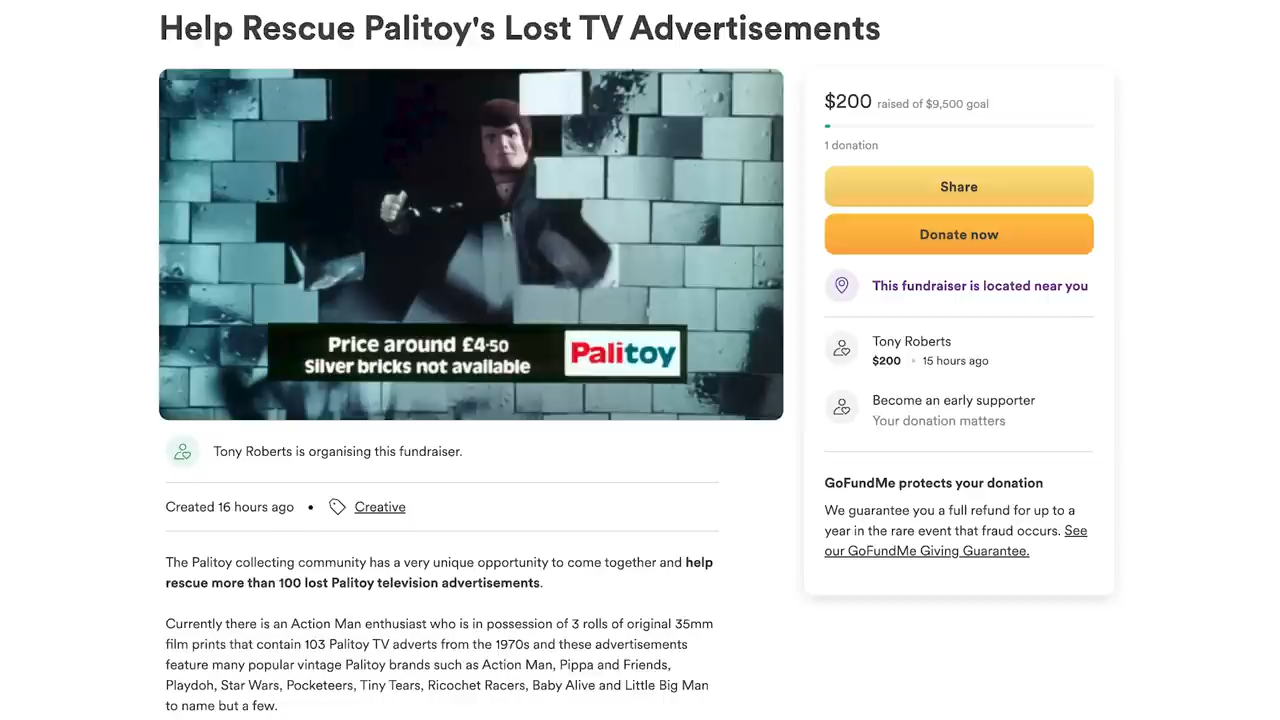 Help Rescue Palitoy's Lost TV Advertisements
Price around £4·50
Silver bricks not available
Palitoy
Tony Roberts is organising this fundraiser.
Created 16 hours ago • Creative
The Palitoy collecting community has a very unique opportunity to come together and help
rescue more than 100 lost Palitoy television advertisements.
Currently there is an Action Man enthusiast who is in possession of 3 rolls of original 35mm
film prints that contain 103 Palitoy TV adverts from the 1970s and these advertisements
feature many popular vintage Palitoy brands such as Action Man, Pippa and Friends,
Playdoh, Star Wars, Pocketeers, Tiny Tears, Ricochet Racers, Baby Alive and Little Big Man
to name but a few.
$200 raised of $9,500 goal
1 donation
Share
Donate now
This fundraiser is located near you
Tony Roberts
$200 • 15 hours ago
Become an early supporter
Your donation matters
GoFundMe protects your donation
We guarantee you a full refund for up to a
year in the rare event that fraud occurs. See
our GoFundMe Giving Guarantee.